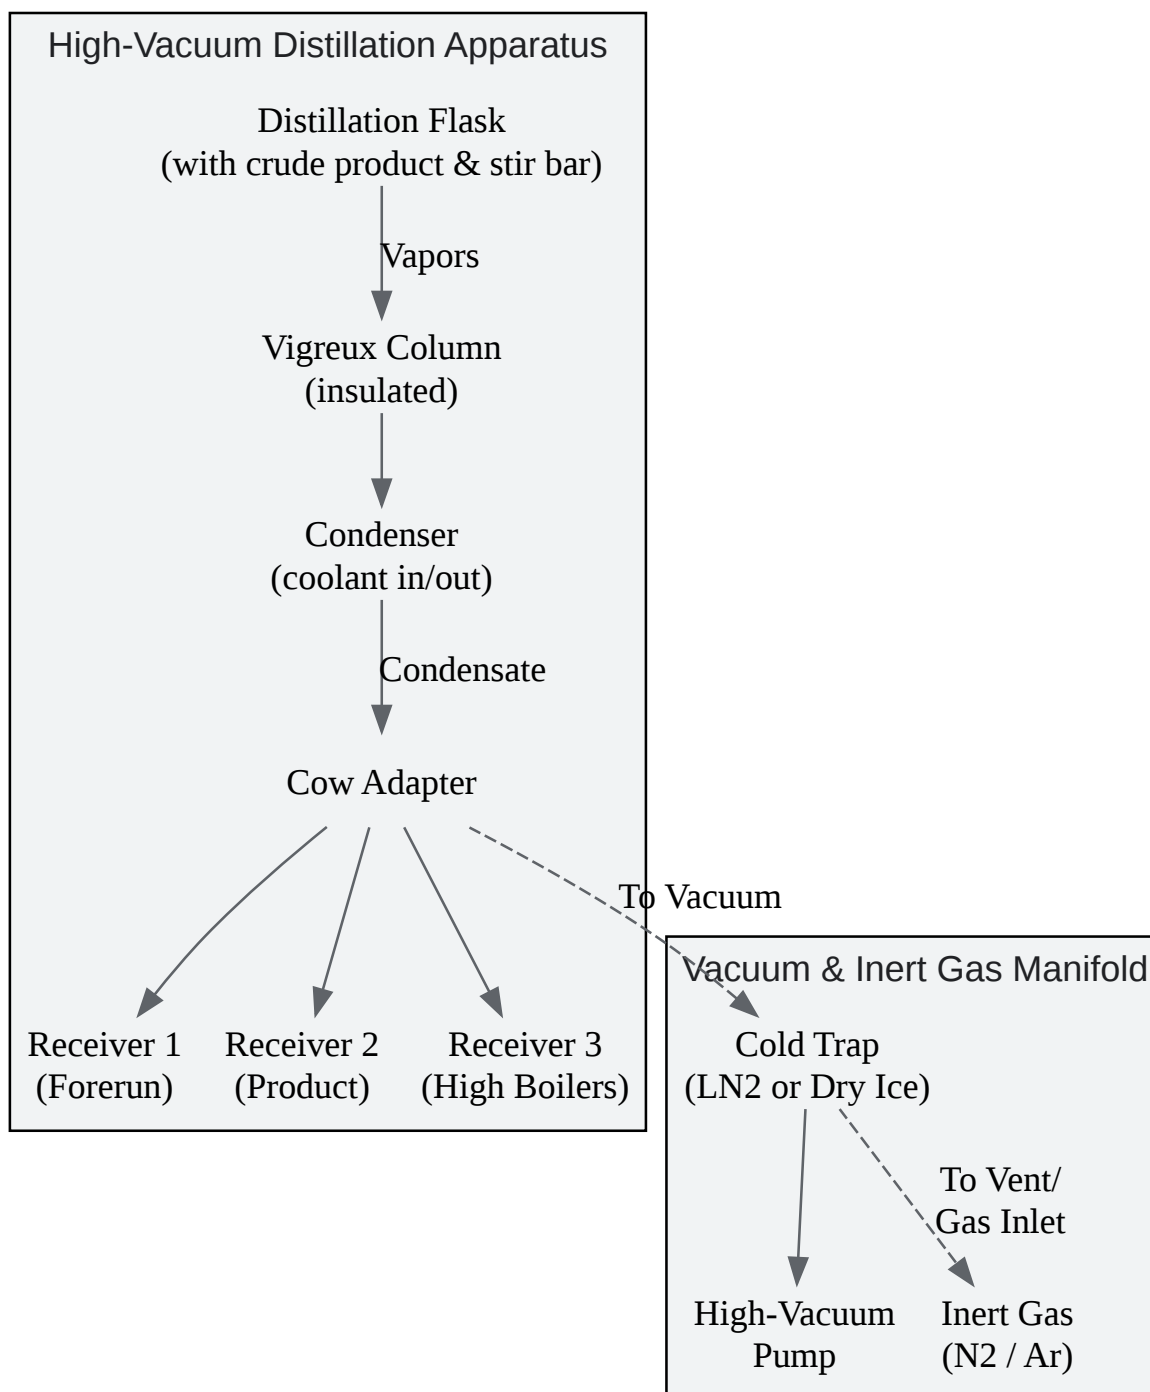 High-Vacuum Distillation Apparatus
Distillation Flask
(with crude product & stir bar)
Vapors
Vigreux Column
(insulated)
Condenser
(coolant in/out)
Condensate
Cow Adapter
To Vacuum
Receiver 1
(Forerun)
Receiver 2
(Product)
Receiver 3
(High Boilers)
Vacuum & Inert Gas Manifold
Cold Trap
(LN2 or Dry Ice)
To Vent/
Gas Inlet
High-Vacuum
Pump
Inert Gas
(N2 / Ar)